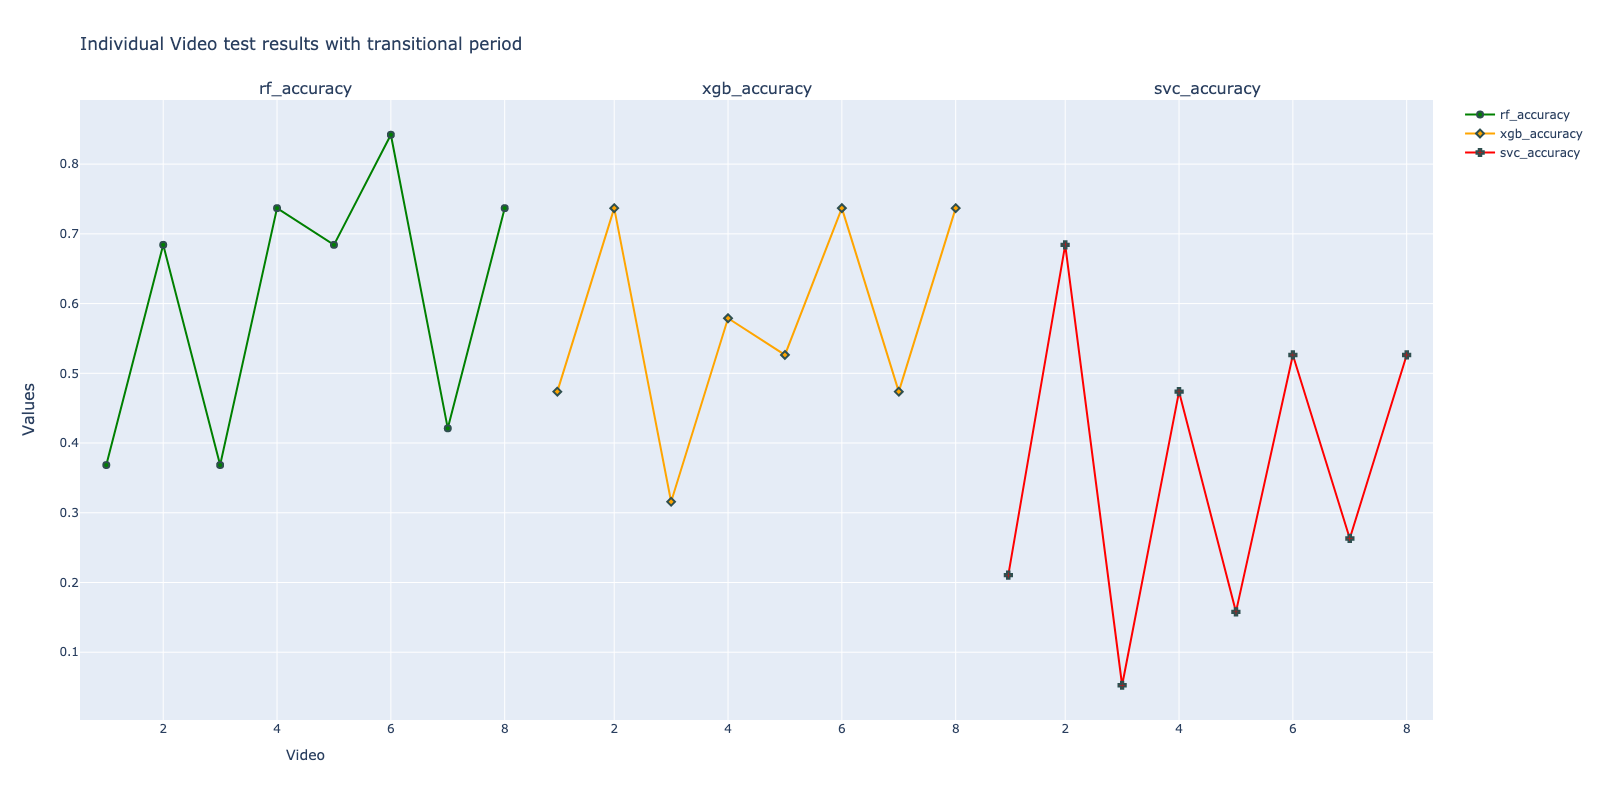 Individual Video test results with transitional period
rf_accuracy
xgb_accuracy
svc_accuracy
rf_accuracy
xgb_accuracy
svc_accuracy
0.8
0.7
0.6
0.5
0.4
0.3
0.2
0.1
Values
2 4 6 8
2 4 6 8
2 4 6 8
Video